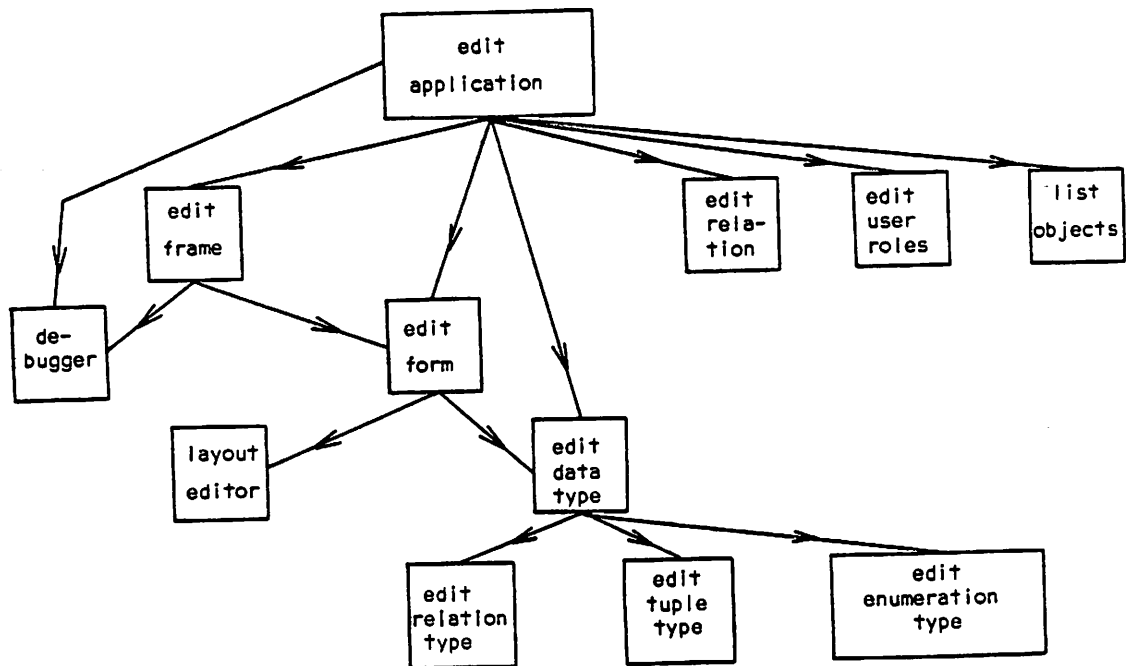 edit
application
edit
frame
edit
rela-
tion
edit
user
roles
list
objects
de-
bugger
edit
form
layout
editor
edit
data
type
edit
relation
type
edit
tuple
type
edit
enumeration
type